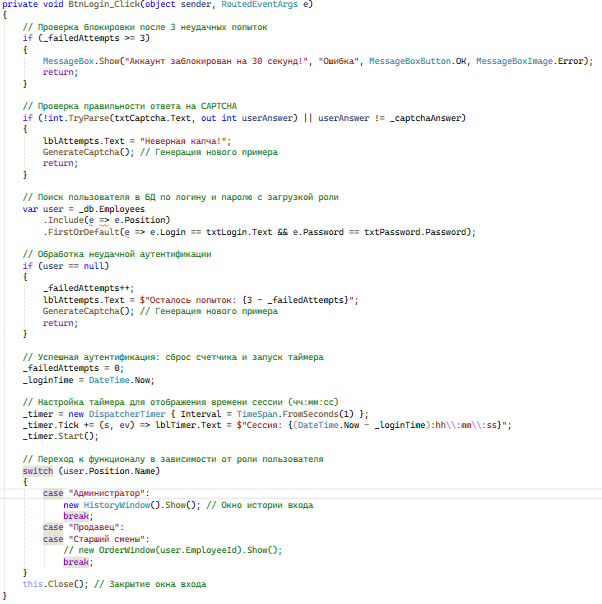 private void BtnLogin_Click(object sender, RoutedEventArgs e)
{
    // Проверка блокировки после 3 неудачных попыток
    if (_failedAttempts >= 3)
    {
        MessageBox.Show("Аккаунт заблокирован на 30 секунд!", "Ошибка", MessageBoxButton.OK, MessageBoxImage.Error);
        return;
    }

    // Проверка правильности ответа на CAPTCHA
    if (!int.TryParse(txtCaptcha.Text, out int userAnswer) || userAnswer != _captchaAnswer)
    {
        lblAttempts.Text = "Неверная капча!";
        GenerateCaptcha(); // Генерация нового примера
        return;
    }

    // Поиск пользователя в БД по логину и паролю с загрузкой роли
    var user = _db.Employees
        .Include(e => e.Position)
        .FirstOrDefault(e => e.Login == txtLogin.Text && e.Password == txtPassword.Password);

    // Обработка неудачной аутентификации
    if (user == null)
    {
        _failedAttempts++;
        lblAttempts.Text = $"Осталось попыток: {3 - _failedAttempts}";
        GenerateCaptcha(); // Генерация нового примера
        return;
    }

    // Успешная аутентификация: сброс счетчика и запуск таймера
    _failedAttempts = 0;
    _loginTime = DateTime.Now;

    // Настройка таймера для отображения времени сессии (чч:мм:сс)
    _timer = new DispatcherTimer { Interval = TimeSpan.FromSeconds(1) };
    _timer.Tick += (s, ev) => lblTimer.Text = $"Сессия: {(DateTime.Now - _loginTime):hh\\:mm\\:ss}";
    _timer.Start();

    // Переход к функционалу в зависимости от роли пользователя
    switch (user.Position.Name)
    {
        case "Администратор":
            new HistoryWindow().Show(); // Окно истории входа
            break;
        case "Продавец":
        case "Старший смены":
            // new OrderWindow(user.EmployeeId).Show();
            break;
    }
    this.Close(); // Закрытие окна входа
}